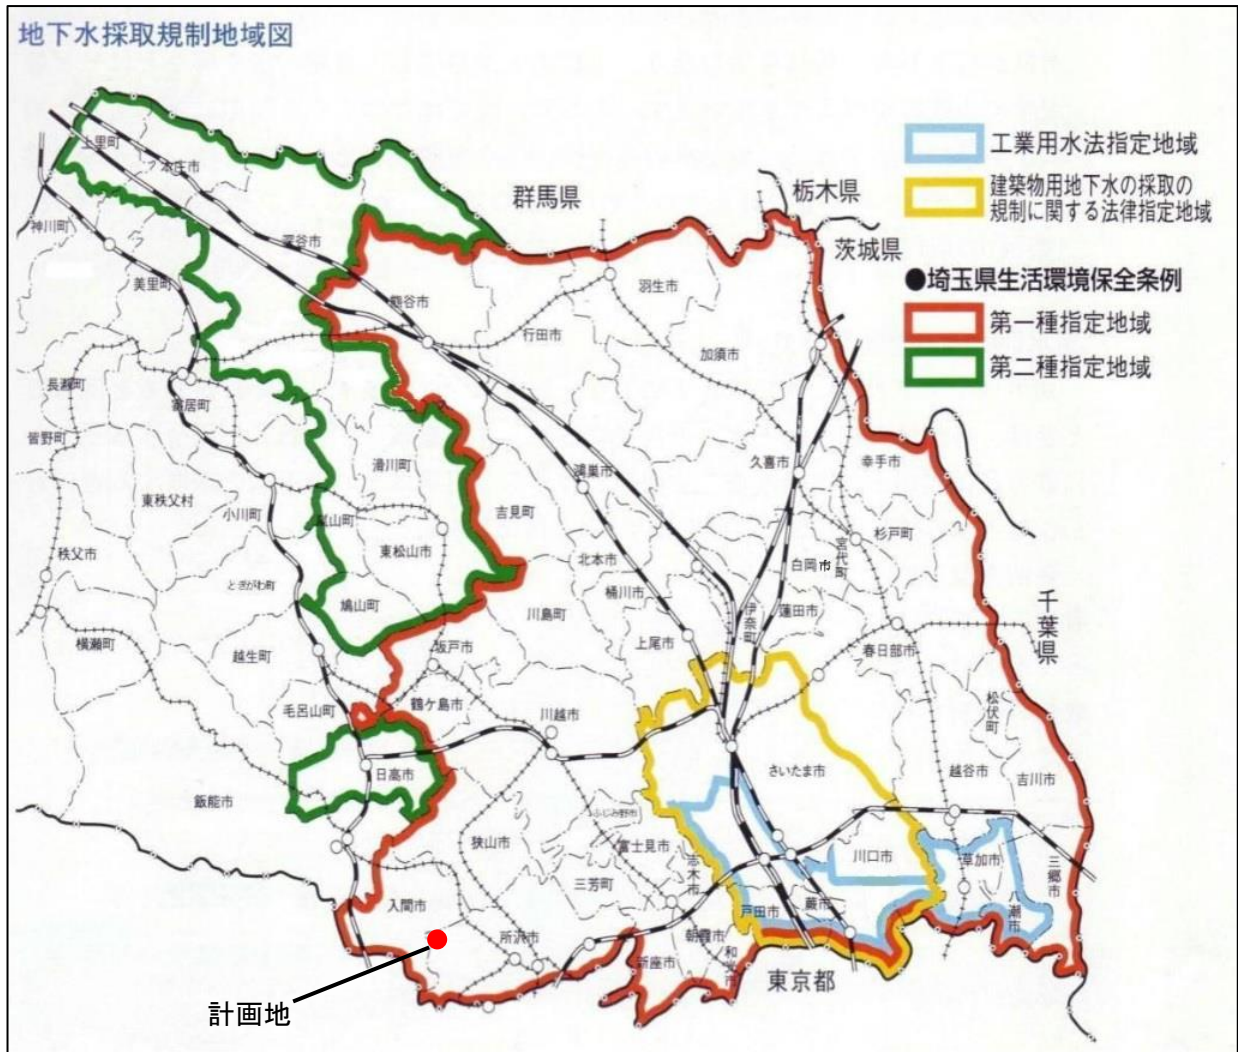 地下水採取規制地域図
上里町
本庄市
群馬県
栃木県
茨城県
工業用水法指定地域
建築物用地下水の採取の
規制に関する法律指定地域
●埼玉県生活環境保全条例
第一種指定地域
第二種指定地域
神川町
深谷市
美里町
熊谷市
羽生市
行田市
加須市
長瀞町
寄居町
皆野町
滑川町
鴻巣市
久喜市
幸手市
東秩父村
小川町
嵐山町
吉見町
東松山市
杉戸町
宮代町
秩父市
ときがわ町
北本市
白岡市
桶川市
鳩山町
川島町
伊奈町
蓮田市
千葉県
横瀬町
越生町
坂戸市
上尾市
春日部市
毛呂山町
鶴ケ島市
川越市
松伏町
日高市
さいたま市
越谷市
吉川市
飯能市
ふじみ野市
狭山市
富士見市
志木市
川口市
草加市
三郷市
三芳町
入間市
所沢市
戸田市
蕨市
八潮市
朝霞市
新座市
和光市
東京都
計画地